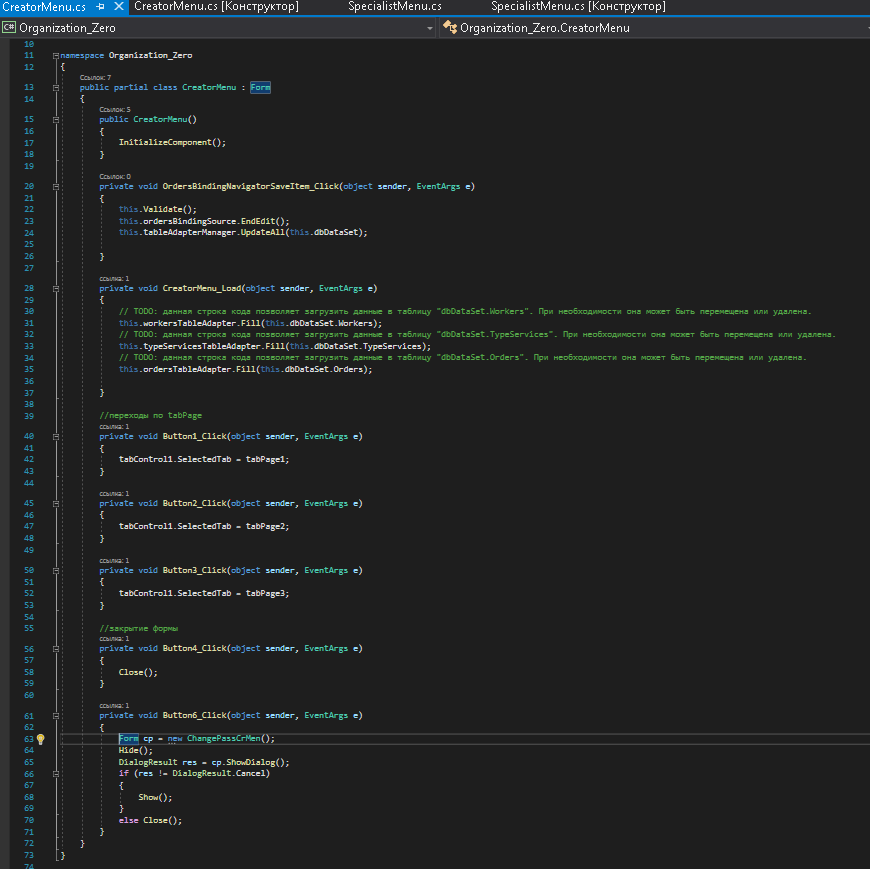 CreatorMenu.cs CreatorMenu.cs [Конструктор] SpecialistMenu.cs SpecialistMenu.cs [Конструктор]
C# Organization_Zero Organization_Zero.CreatorMenu
10
11 namespace Organization_Zero
12 {
Ссылок: 7
13 public partial class CreatorMenu : Form
14 {
Ссылок: 5
15 public CreatorMenu()
16 {
17 InitializeComponent();
18 }
19
Ссылок: 0
20 private void OrdersBindingNavigatorSaveItem_Click(object sender, EventArgs e)
21 {
22 this.Validate();
23 this.ordersBindingSource.EndEdit();
24 this.tableAdapterManager.UpdateAll(this.dbDataSet);
25
26 }
27
ссылка: 1
28 private void CreatorMenu_Load(object sender, EventArgs e)
29 {
30 // TODO: данная строка кода позволяет загрузить данные в таблицу "dbDataSet.Workers". При необходимости она может быть перемещена или удалена.
31 this.workersTableAdapter.Fill(this.dbDataSet.Workers);
32 // TODO: данная строка кода позволяет загрузить данные в таблицу "dbDataSet.TypeServices". При необходимости она может быть перемещена или удалена.
33 this.typeServicesTableAdapter.Fill(this.dbDataSet.TypeServices);
34 // TODO: данная строка кода позволяет загрузить данные в таблицу "dbDataSet.Orders". При необходимости она может быть перемещена или удалена.
35 this.ordersTableAdapter.Fill(this.dbDataSet.Orders);
36
37 }
38
39 //переходы по tabPage
ссылка: 1
40 private void Button1_Click(object sender, EventArgs e)
41 {
42 tabControl1.SelectedTab = tabPage1;
43 }
44
ссылка: 1
45 private void Button2_Click(object sender, EventArgs e)
46 {
47 tabControl1.SelectedTab = tabPage2;
48 }
49
ссылка: 1
50 private void Button3_Click(object sender, EventArgs e)
51 {
52 tabControl1.SelectedTab = tabPage3;
53 }
54
55 //закрытие формы
ссылка: 1
56 private void Button4_Click(object sender, EventArgs e)
57 {
58 Close();
59 }
60
ссылка: 1
61 private void Button6_Click(object sender, EventArgs e)
62 {
63 Form cp = new ChangePassCrMen();
64 Hide();
65 DialogResult res = cp.ShowDialog();
66 if (res != DialogResult.Cancel)
67 {
68 Show();
69 }
70 else Close();
71 }
72 }
73 }
74